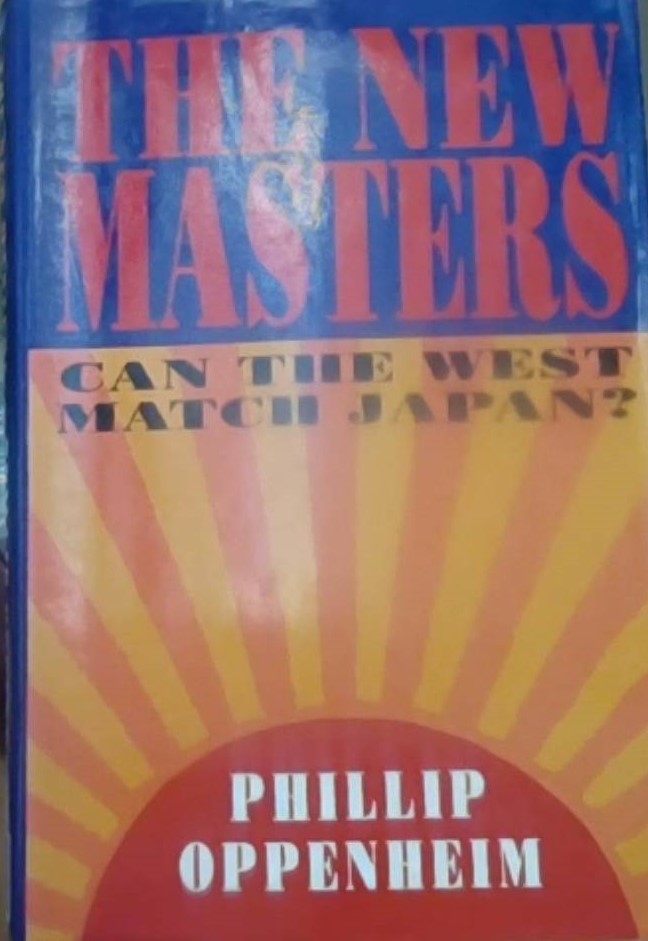 THE NEW
MASTERS
CAN THE WEST
MATCH JAPAN?
PHILLIP
OPPENHEIM